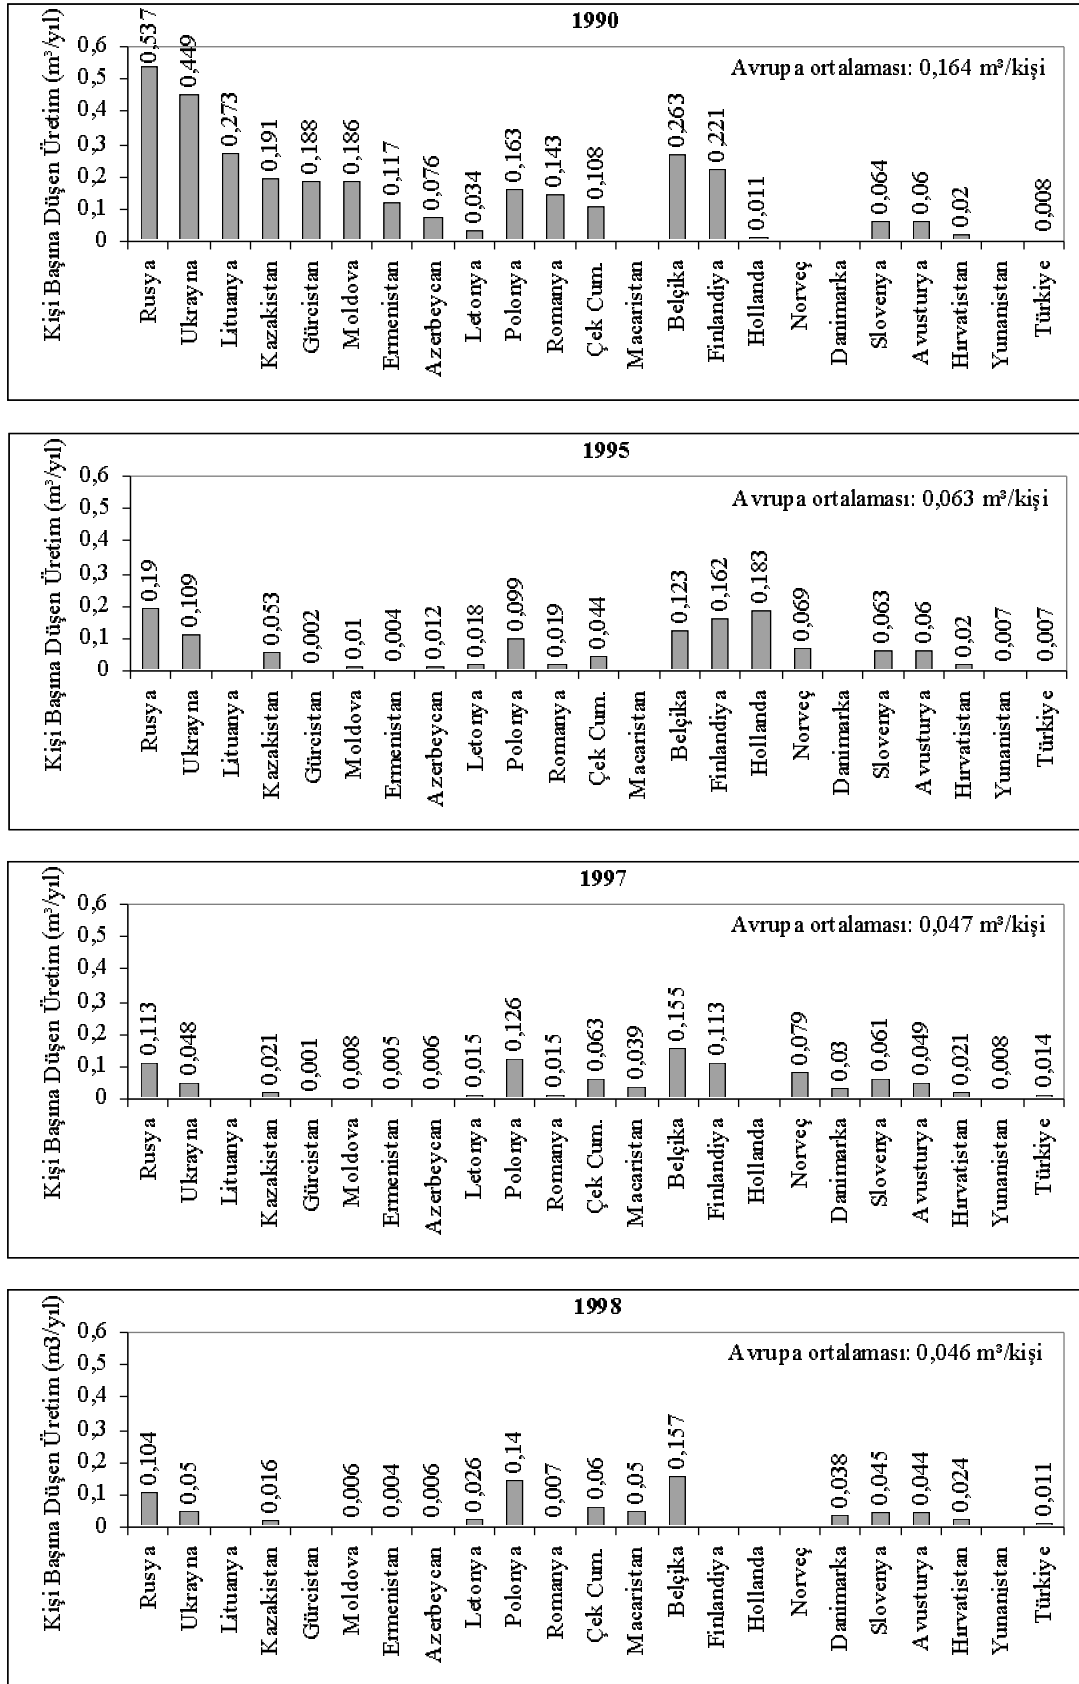 1990
Kişi Başına Düşen Üretim (m³/yıl)
0,6
0,5
0,4
0,3
0,2
0,1
0
Avrupa ortalaması: 0,164 m³/kişi
0,537
0,449
0,273
0,191
0,188
0,186
0,117
0,076
0,034
0,163
0,143
0,108
0,263
0,221
0,011
0,064
0,06
0,02
0,008
Rusya
Ukrayna
Lituanya
Kazakistan
Gürcistan
Moldova
Ermenistan
Azerbeycan
Letonya
Polonya
Romanya
Çek Cum.
Macaristan
Belçika
Finlandiya
Hollanda
Norveç
Danimarka
Slovenya
Avusturya
Hırvatistan
Yunanistan
Türkiye
1995
Kişi Başına Düşen Üretim (m³/yıl)
0,6
0,5
0,4
0,3
0,2
0,1
0
Avrupa ortalaması: 0,063 m³/kişi
0,19
0,109
0,053
0,002
0,01
0,004
0,012
0,018
0,099
0,019
0,044
0,123
0,162
0,183
0,069
0,063
0,06
0,02
0,007
0,007
Rusya
Ukrayna
Lituanya
Kazakistan
Gürcistan
Moldova
Ermenistan
Azerbeycan
Letonya
Polonya
Romanya
Çek Cum.
Macaristan
Belçika
Finlandiya
Hollanda
Norveç
Danimarka
Slovenya
Avusturya
Hırvatistan
Yunanistan
Türkiye
1997
Kişi Başına Düşen Üretim (m³/yıl)
0,6
0,5
0,4
0,3
0,2
0,1
0
Avrupa ortalaması: 0,047 m³/kişi
0,113
0,048
0,021
0,001
0,008
0,005
0,006
0,015
0,126
0,015
0,063
0,039
0,155
0,113
0,079
0,03
0,061
0,049
0,021
0,008
0,014
Rusya
Ukrayna
Lituanya
Kazakistan
Gürcistan
Moldova
Ermenistan
Azerbeycan
Letonya
Polonya
Romanya
Çek Cum.
Macaristan
Belçika
Finlandiya
Hollanda
Norveç
Danimarka
Slovenya
Avusturya
Hırvatistan
Yunanistan
Türkiye
1998
Kişi Başına Düşen Üretim (m3/yıl)
0,6
0,5
0,4
0,3
0,2
0,1
0
Avrupa ortalaması: 0,046 m³/kişi
0,104
0,05
0,016
0,006
0,004
0,006
0,026
0,14
0,007
0,06
0,05
0,157
0,038
0,045
0,044
0,024
0,011
Rusya
Ukrayna
Lituanya
Kazakistan
Gürcistan
Moldova
Ermenistan
Azerbeycan
Letonya
Polonya
Romanya
Çek Cum.
Macaristan
Belçika
Finlandiya
Hollanda
Norveç
Danimarka
Slovenya
Avusturya
Hırvatistan
Yunanistan
Türkiye